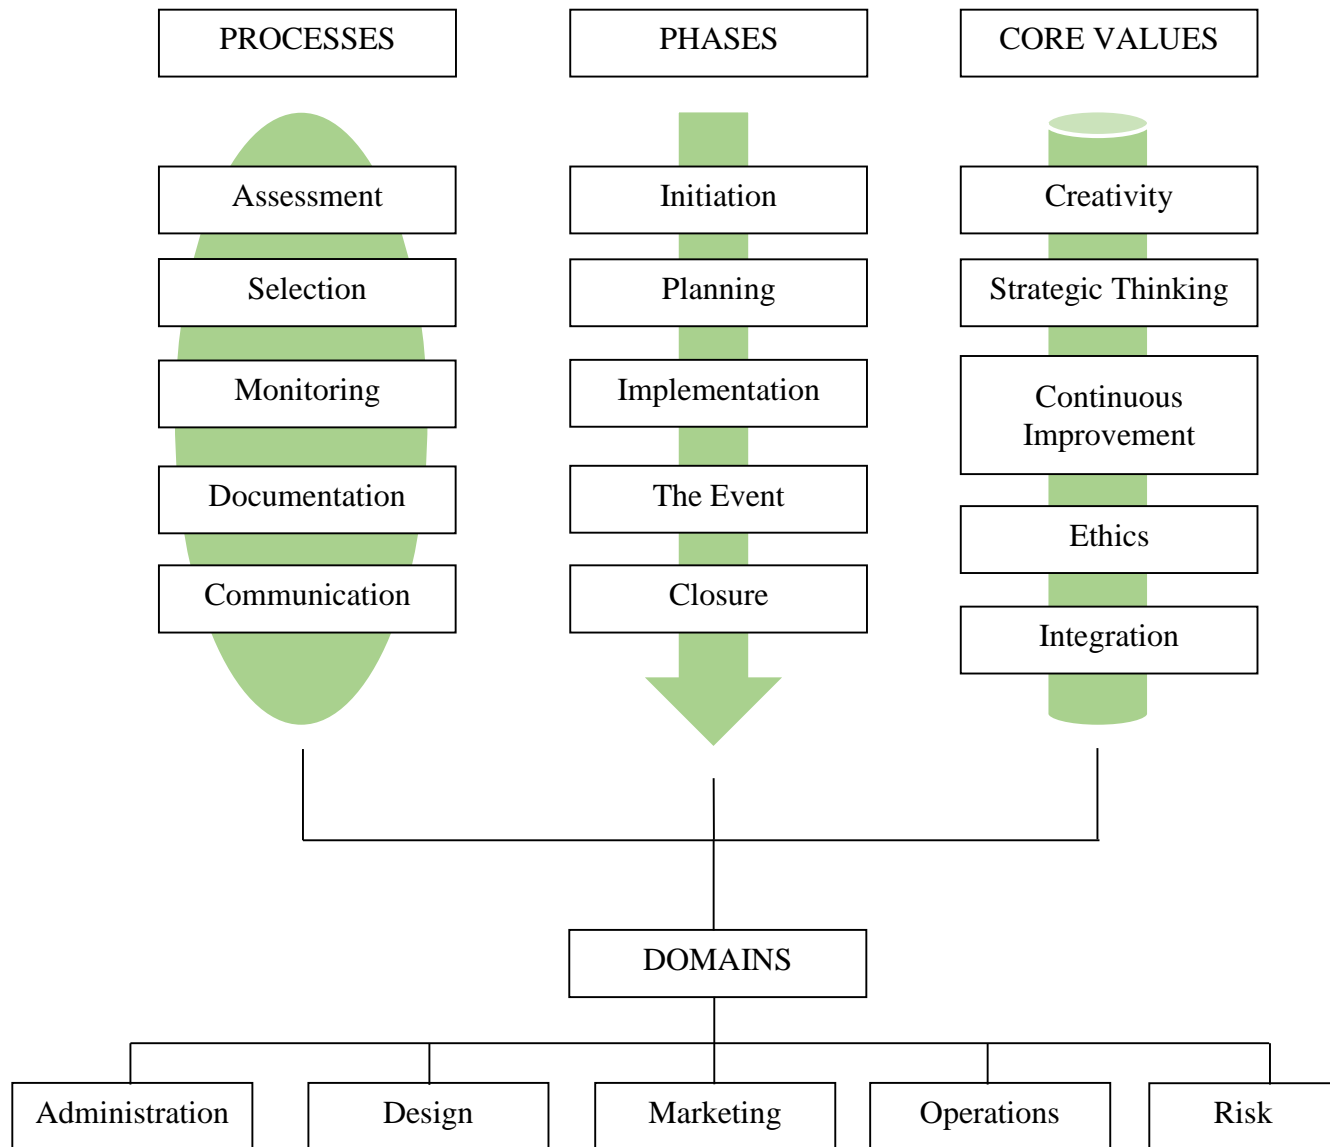 PROCESSES
PHASES
CORE VALUES
Assessment
Initiation
Creativity
Selection
Planning
Strategic Thinking
Monitoring
Implementation
Continuous
Improvement
Documentation
The Event
Ethics
Communication
Closure
Integration
DOMAINS
Administration
Design
Marketing
Operations
Risk